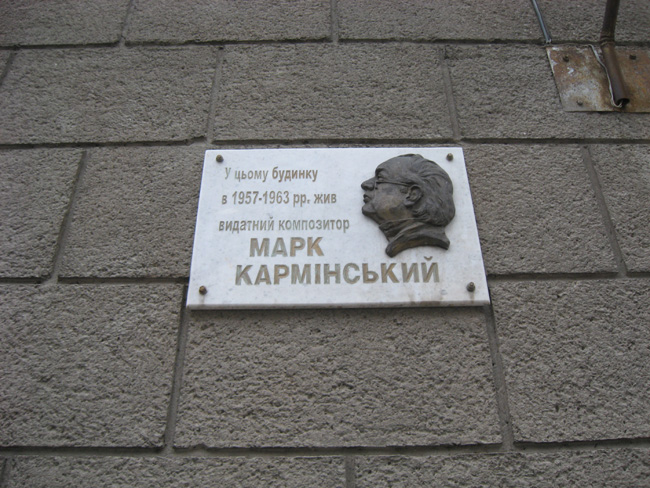 У цьому будинку
в 1957-1963 рр. жив
видатний композитор
МАРК
КАРМІНСЬКИЙ